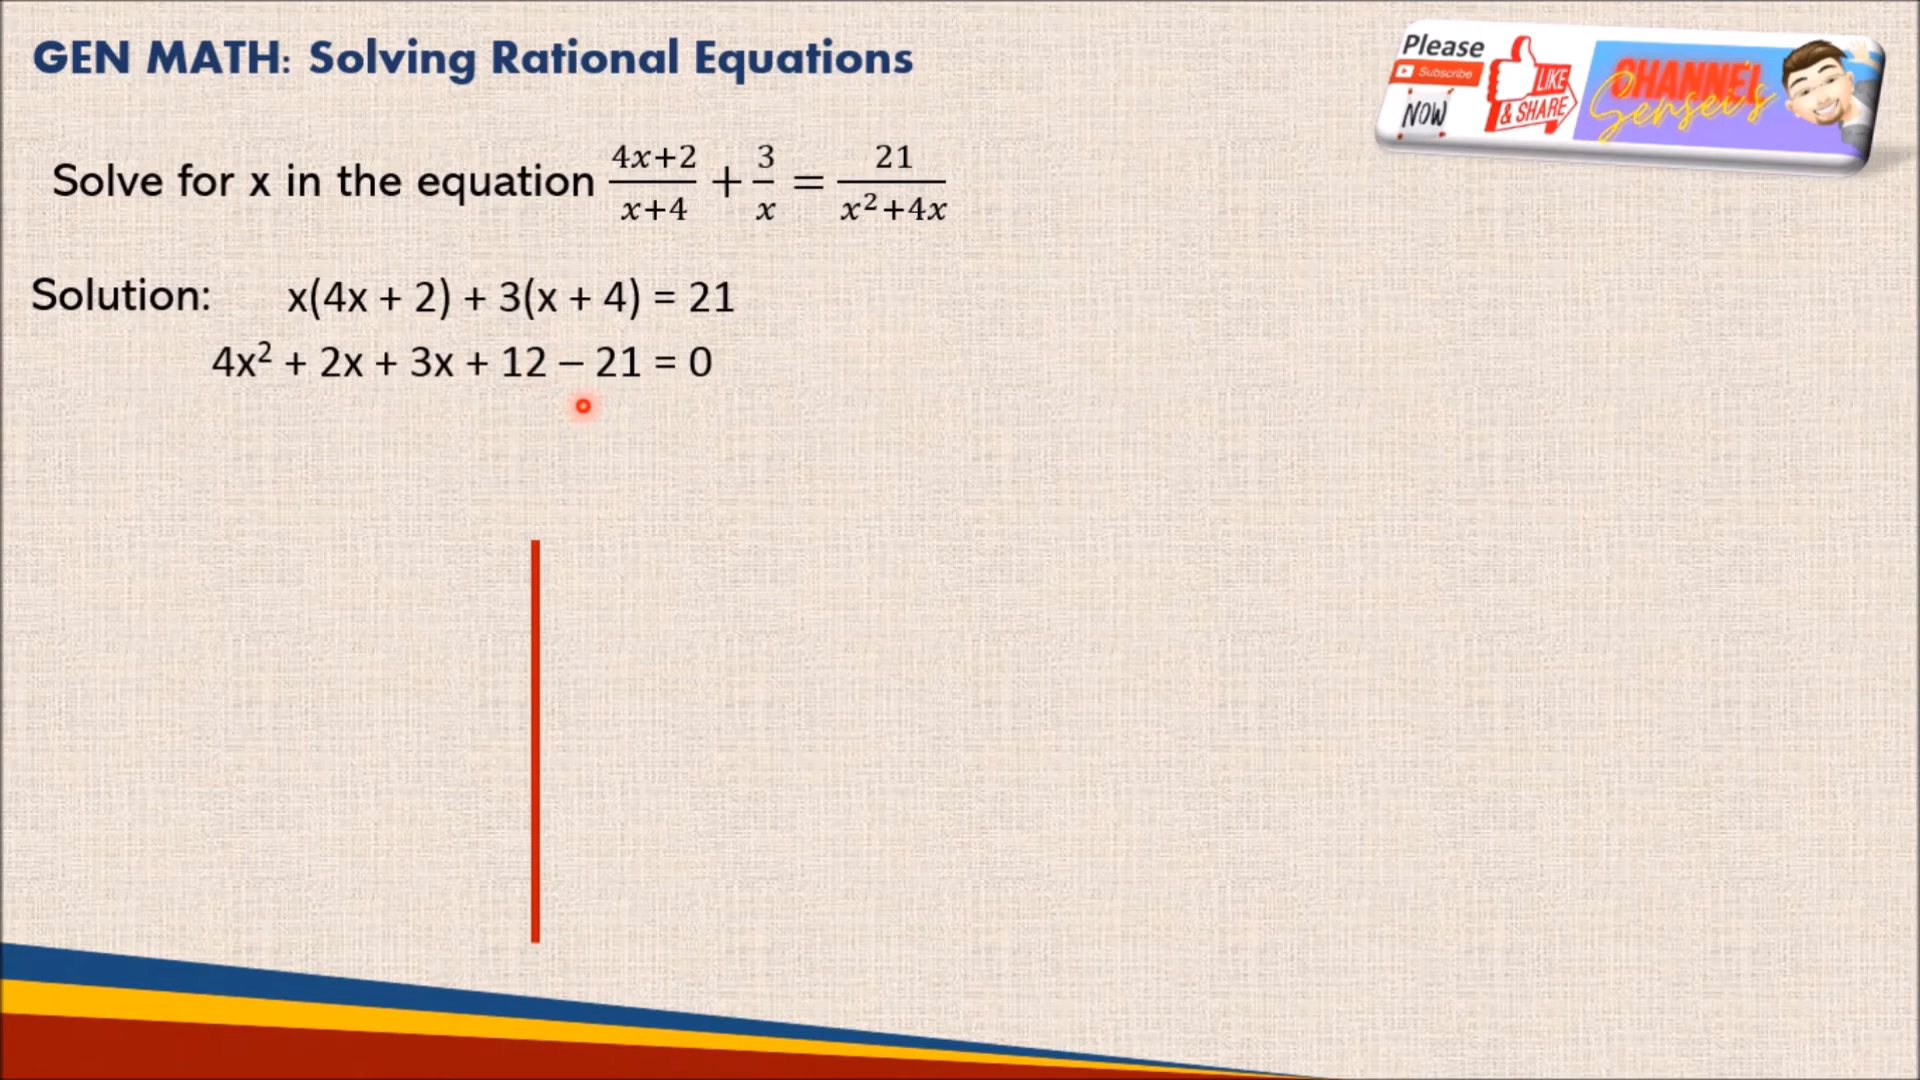 GEN MATH: Solving Rational Equations
Please
Subscribe
NOW
LIKE
& SHARE
CHANNEL
Sensei's
Solve for x in the equation (4x+2)/(x+4) + 3/x = 21/(x²+4x)
Solution: x(4x + 2) + 3(x + 4) = 21
4x² + 2x + 3x + 12 – 21 = 0